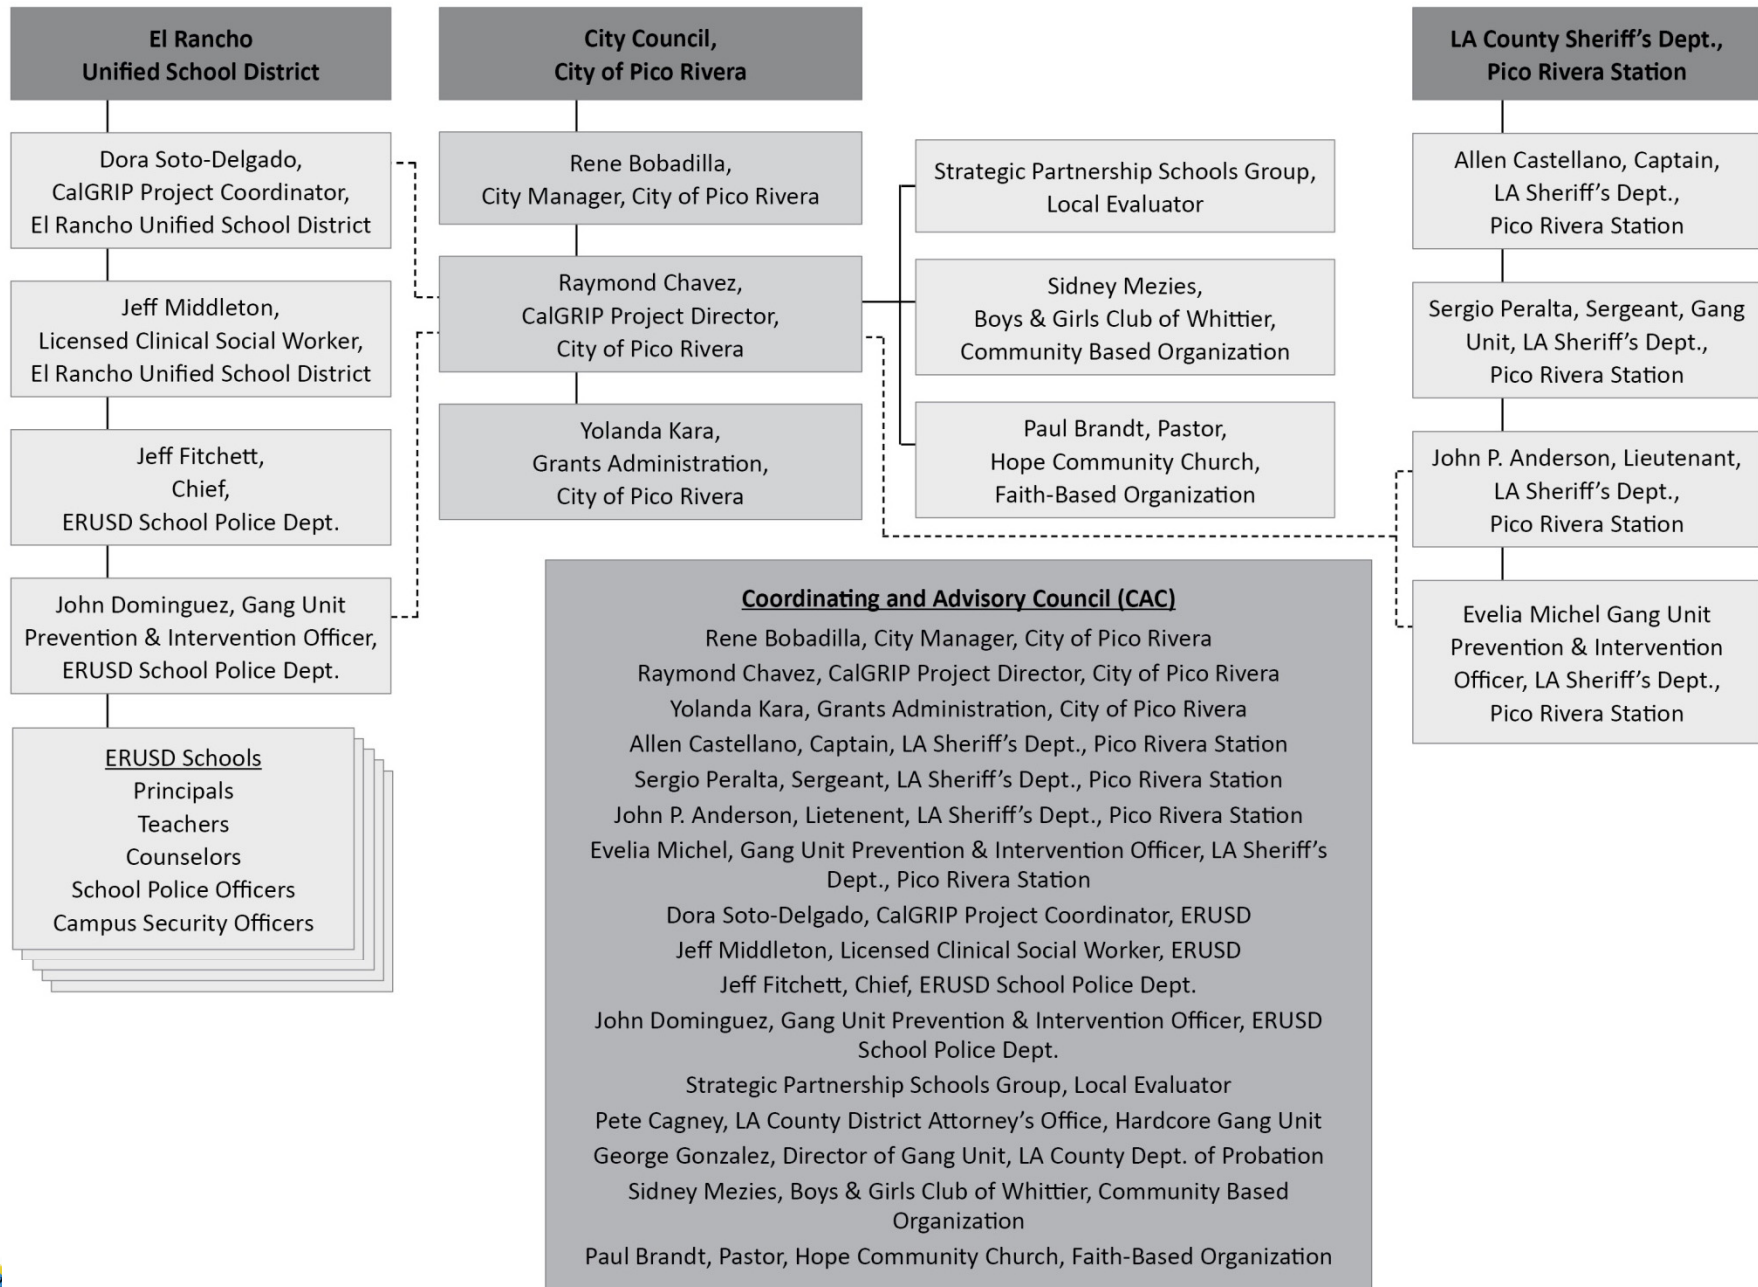 El Rancho
Unified School District
Dora Soto-Delgado,
CalGRIP Project Coordinator,
El Rancho Unified School District
Jeff Middleton,
Licensed Clinical Social Worker,
El Rancho Unified School District
Jeff Fitchett,
Chief,
ERUSD School Police Dept.
John Dominguez, Gang Unit
Prevention & Intervention Officer,
ERUSD School Police Dept.
ERUSD Schools
Principals
Teachers
Counselors
School Police Officers
Campus Security Officers
City Council,
City of Pico Rivera
Rene Bobadilla,
City Manager, City of Pico Rivera
Raymond Chavez,
CalGRIP Project Director,
City of Pico Rivera
Yolanda Kara,
Grants Administration,
City of Pico Rivera
Strategic Partnership Schools Group,
Local Evaluator
Sidney Mezies,
Boys & Girls Club of Whittier,
Community Based Organization
Paul Brandt, Pastor,
Hope Community Church,
Faith-Based Organization
LA County Sheriff's Dept.,
Pico Rivera Station
Allen Castellano, Captain,
LA Sheriff's Dept.,
Pico Rivera Station
Sergio Peralta, Sergeant, Gang
Unit, LA Sheriff's Dept.,
Pico Rivera Station
John P. Anderson, Lieutenant,
LA Sheriff's Dept.,
Pico Rivera Station
Evelia Michel Gang Unit
Prevention & Intervention
Officer, LA Sheriff's Dept.,
Pico Rivera Station
Coordinating and Advisory Council (CAC)
Rene Bobadilla, City Manager, City of Pico Rivera
Raymond Chavez, CalGRIP Project Director, City of Pico Rivera
Yolanda Kara, Grants Administration, City of Pico Rivera
Allen Castellano, Captain, LA Sheriff's Dept., Pico Rivera Station
Sergio Peralta, Sergeant, LA Sheriff's Dept., Pico Rivera Station
John P. Anderson, Lietenent, LA Sheriff's Dept., Pico Rivera Station
Evelia Michel, Gang Unit Prevention & Intervention Officer, LA Sheriff's
Dept., Pico Rivera Station
Dora Soto-Delgado, CalGRIP Project Coordinator, ERUSD
Jeff Middleton, Licensed Clinical Social Worker, ERUSD
Jeff Fitchett, Chief, ERUSD School Police Dept.
John Dominguez, Gang Unit Prevention & Intervention Officer, ERUSD
School Police Dept.
Strategic Partnership Schools Group, Local Evaluator
Pete Cagney, LA County District Attorney's Office, Hardcore Gang Unit
George Gonzalez, Director of Gang Unit, LA County Dept. of Probation
Sidney Mezies, Boys & Girls Club of Whittier, Community Based
Organization
Paul Brandt, Pastor, Hope Community Church, Faith-Based Organization